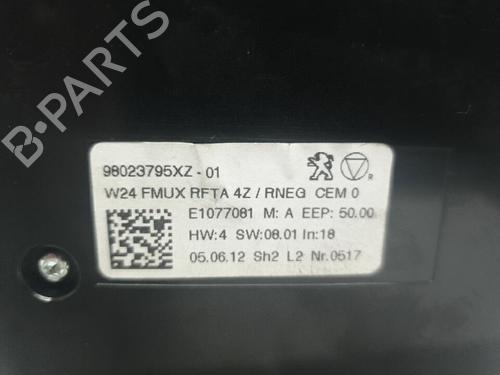 B-PARTS
98023795XZ - 01
W24 FMUX RFTA 4Z / RNEG CEM 0
E1077081 M: A EEP: 50.00
HW:4 SW:08.01 In:18
05.06.12 Sh2 L2 Nr.0517
R